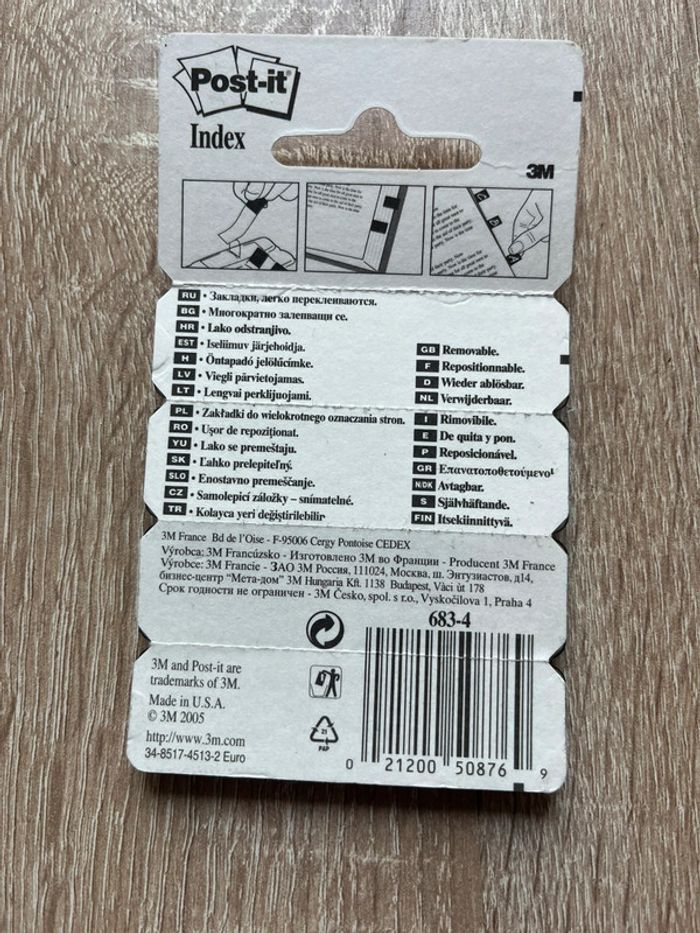 Post-it®
Index
3M
RU • Закладки, легко переклеиваются.
BG • Многократно залепващи се.
HR • Lako odstranjivo.
EST • Iseliimuv järjehoidja.
H • Öntapadó jelölőcímke.
LV • Viegli pārvietojamas.
LT • Lengvai perklijuojami.
PL • Zakładki do wielokrotnego oznaczania stron.
RO • Uşor de repoziţionat.
YU • Lako se premeštaju.
SK • Ľahko prelepiteľný.
SLO • Enostavno premeščanje.
CZ • Samolepicí záložky – snímatelné.
TR • Kolayca yeri değiştirilebilir
GB Removable.
F Repositionnable.
D Wieder ablösbar.
NL Verwijderbaar.
I Rimovibile.
E De quita y pon.
P Reposicionável.
GR Επανατοποθετούμενο
N/DK Avtagbar.
S Självhäftande.
FIN Itsekiinnittyvä.
3M France Bd de l'Oise - F-95006 Cergy Pontoise CEDEX
Výrobca: 3M Francúzsko - Изготовлено 3M во Франции - Producent 3M France
Výrobce: 3M Francie - ЗАО 3М Россия, 111024, Москва, ш. Энтузиастов, д14,
бизнес-центр "Мета-дом" 3M Hungaria Kft. 1138 Budapest, Váci út 178
Срок годности не ограничен - 3M Česko, spol. s r.o., Vyskočilova 1, Praha 4
683-4
3M and Post-it are
trademarks of 3M.
Made in U.S.A.
© 3M 2005
http://www.3m.com
34-8517-4513-2 Euro
21
PAP
0 21200 50876 9